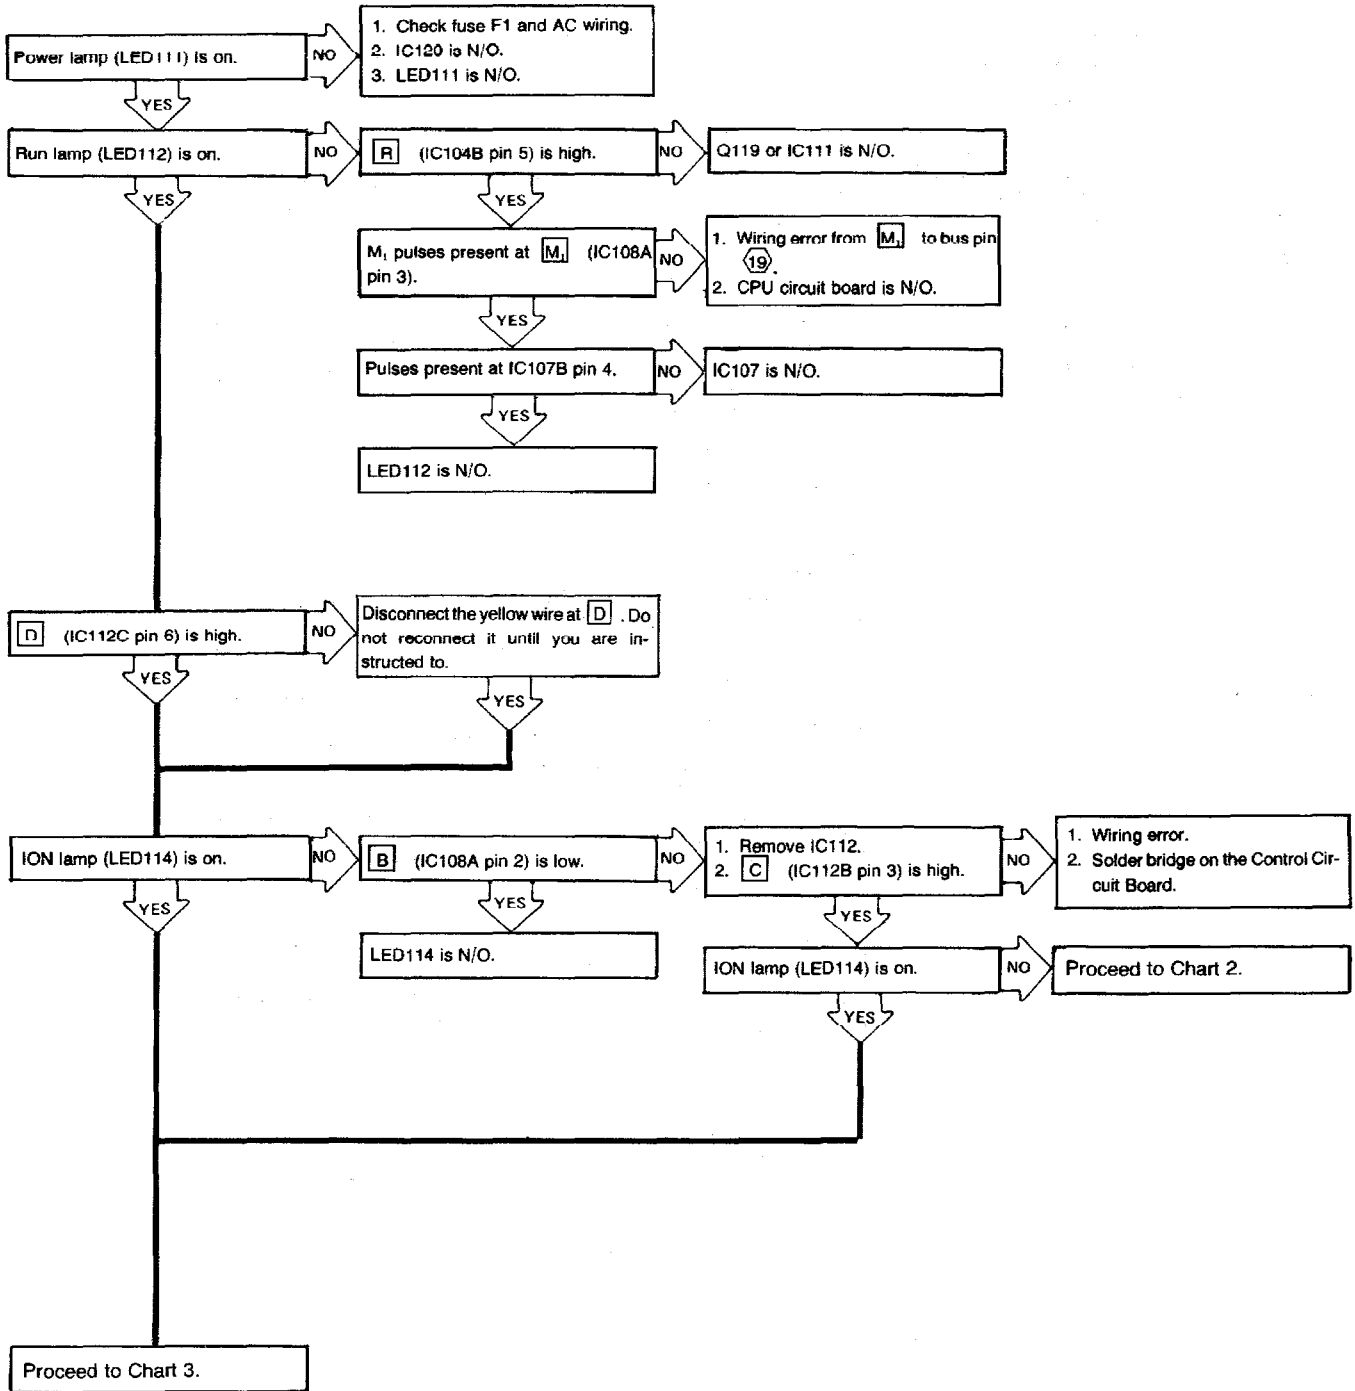 Power lamp (LED111) is on.
NO
1. Check fuse F1 and AC wiring.
2. IC120 is N/O.
3. LED111 is N/O.
YES
Run lamp (LED112) is on.
NO
R (IC104B pin 5) is high.
NO
Q119 or IC111 is N/O.
YES
YES
M₁ pulses present at M₁ (IC108A
pin 3).
NO
1. Wiring error from M₁ to bus pin
19.
2. CPU circuit board is N/O.
YES
Pulses present at IC107B pin 4.
NO
IC107 is N/O.
YES
LED112 is N/O.
D (IC112C pin 6) is high.
NO
Disconnect the yellow wire at D. Do
not reconnect it until you are in-
structed to.
YES
YES
ION lamp (LED114) is on.
NO
B (IC108A pin 2) is low.
NO
1. Remove IC112.
2. C (IC112B pin 3) is high.
NO
1. Wiring error.
2. Solder bridge on the Control Cir-
cuit Board.
YES
YES
YES
LED114 is N/O.
ION lamp (LED114) is on.
NO
Proceed to Chart 2.
YES
Proceed to Chart 3.